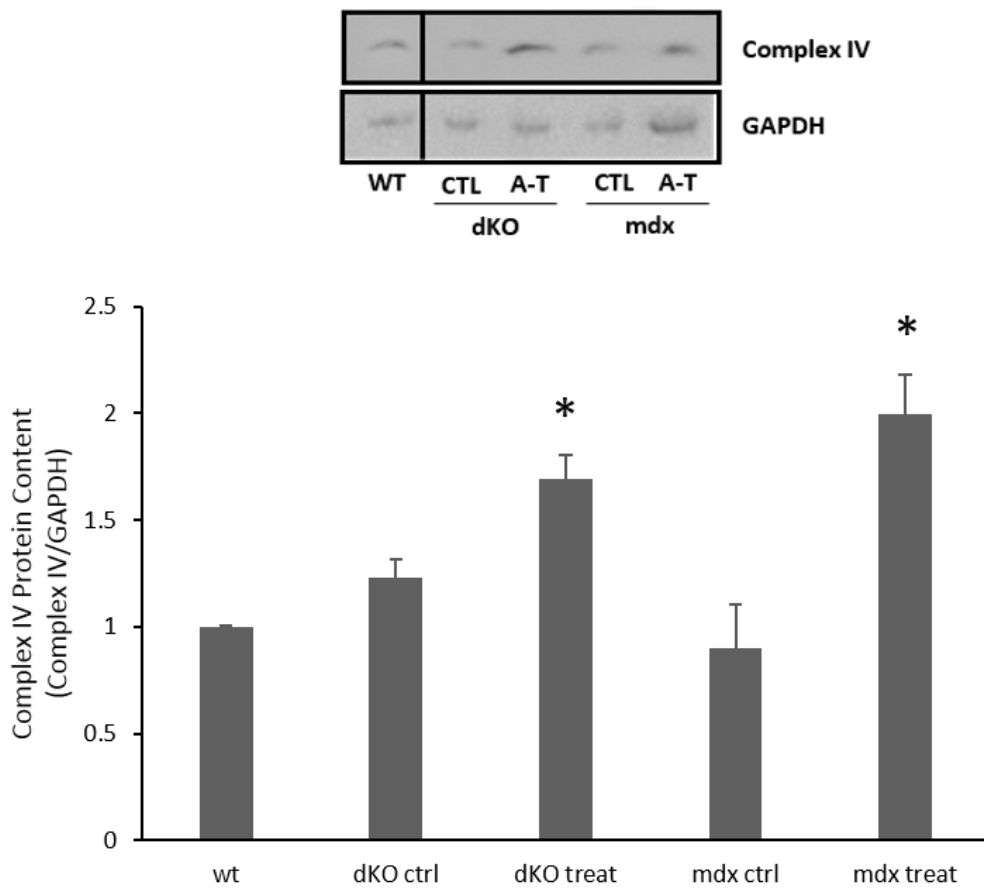 Complex IV
GAPDH
WT CTL A-T CTL A-T
dKO mdx
Complex IV Protein Content
(Complex IV/GAPDH)
2.5
*
*
2
1.5
1
0.5
0
wt dKO ctrl dKO treat mdx ctrl mdx treat